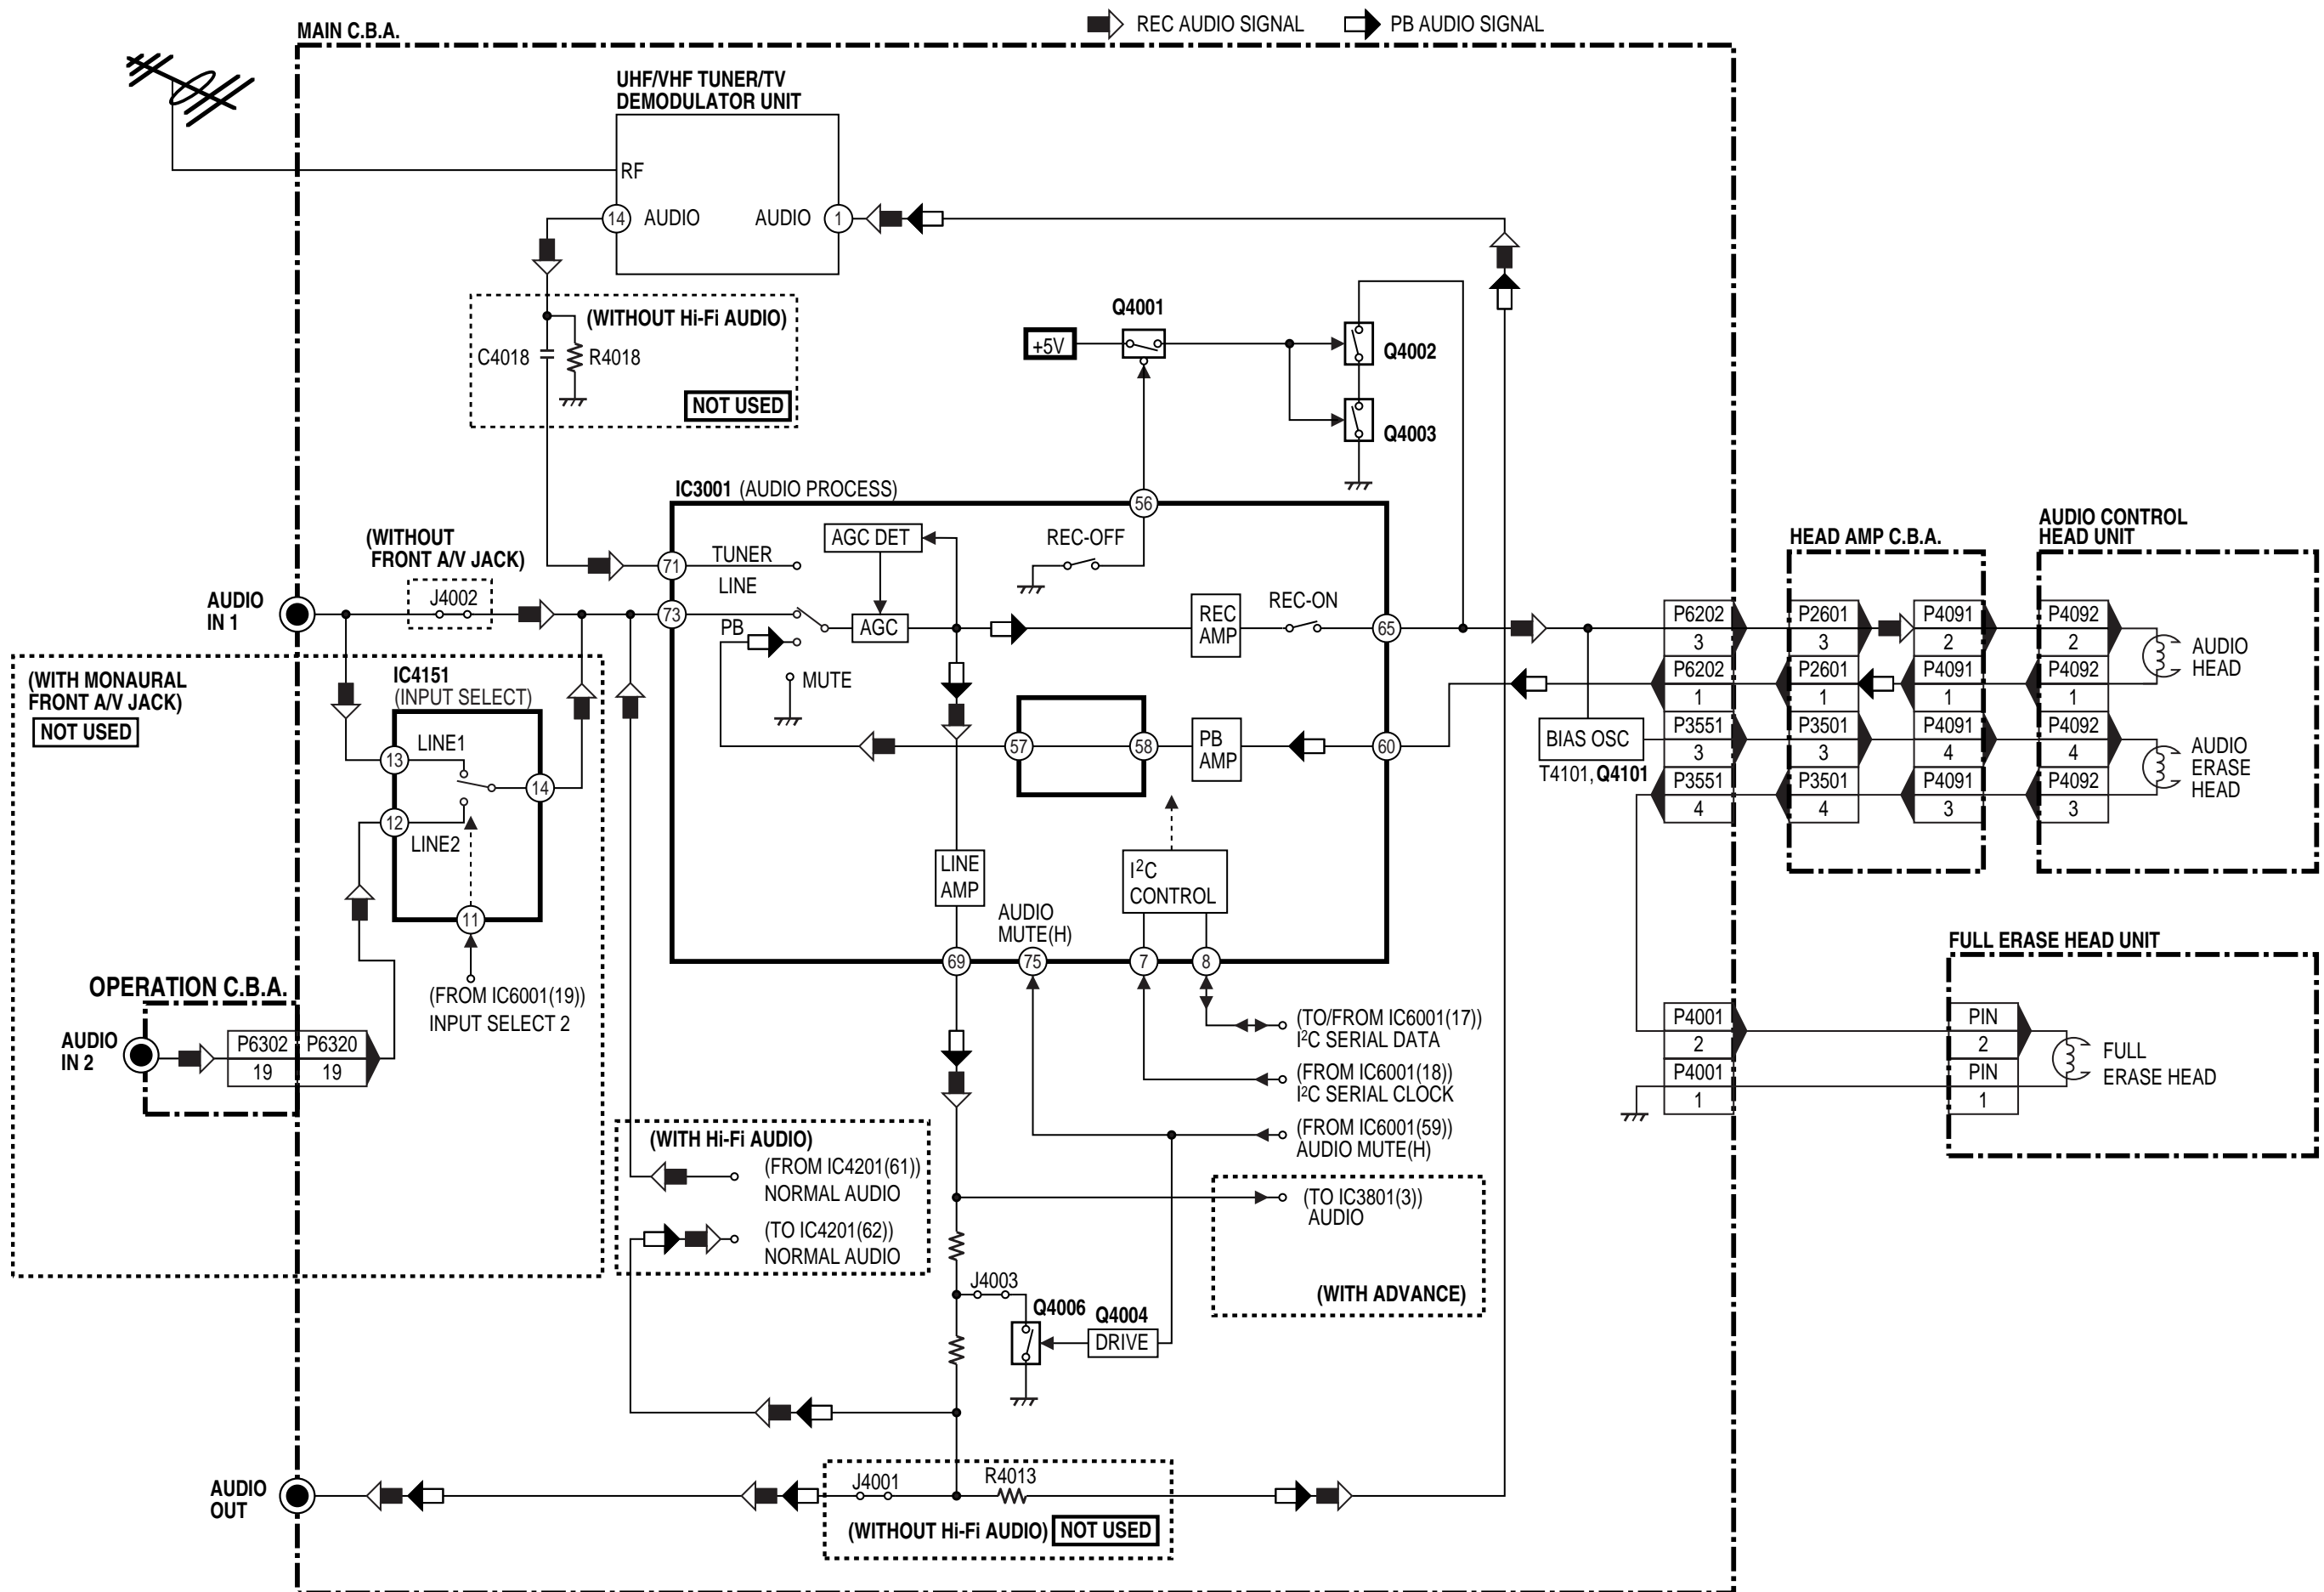 REC AUDIO SIGNAL
PB AUDIO SIGNAL
MAIN C.B.A.
UHF/VHF TUNER/TV
DEMODULATOR UNIT
RF
14
AUDIO
AUDIO
1
(WITHOUT Hi-Fi AUDIO)
C4018
R4018
NOT USED
Q4001
+5V
Q4002
Q4003
IC3001 (AUDIO PROCESS)
56
(WITHOUT
FRONT A/V JACK)
J4002
AUDIO
IN 1
71
TUNER
LINE
73
PB
MUTE
AGC DET
AGC
REC-OFF
REC
AMP
REC-ON
65
57
58
PB
AMP
60
LINE
AMP
I²C
CONTROL
AUDIO
MUTE(H)
69
75
7
8
(WITH MONAURAL
FRONT A/V JACK)
NOT USED
IC4151
(INPUT SELECT)
13
LINE1
14
12
LINE2
11
(FROM IC6001(19))
INPUT SELECT 2
OPERATION C.B.A.
AUDIO
IN 2
P6302
19
P6320
19
(TO/FROM IC6001(17))
I²C SERIAL DATA
(FROM IC6001(18))
I²C SERIAL CLOCK
(FROM IC6001(59))
AUDIO MUTE(H)
(TO IC3801(3))
AUDIO
(WITH ADVANCE)
(WITH Hi-Fi AUDIO)
(FROM IC4201(61))
NORMAL AUDIO
(TO IC4201(62))
NORMAL AUDIO
J4003
Q4006
Q4004
DRIVE
AUDIO
OUT
J4001
R4013
(WITHOUT Hi-Fi AUDIO)
NOT USED
BIAS OSC
T4101, Q4101
P6202
3
P6202
1
P3551
3
P3551
4
HEAD AMP C.B.A.
P2601
3
P2601
1
P3501
3
P3501
4
P4091
2
P4091
1
P4091
4
P4091
3
AUDIO CONTROL
HEAD UNIT
P4092
2
P4092
1
P4092
4
P4092
3
AUDIO
HEAD
AUDIO
ERASE
HEAD
FULL ERASE HEAD UNIT
P4001
2
P4001
1
PIN
2
PIN
1
FULL
ERASE HEAD